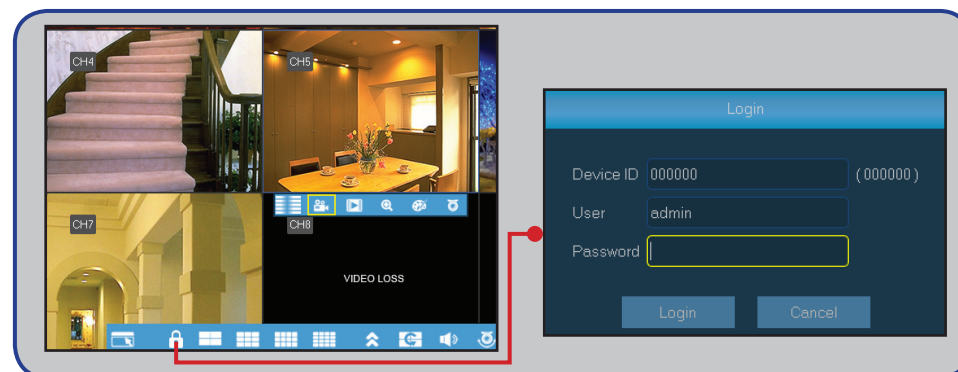 CH4
CH5
CH7
CH8
VIDEO LOSS
Login
Device ID 000000 (000000)
User admin
Password
Login Cancel